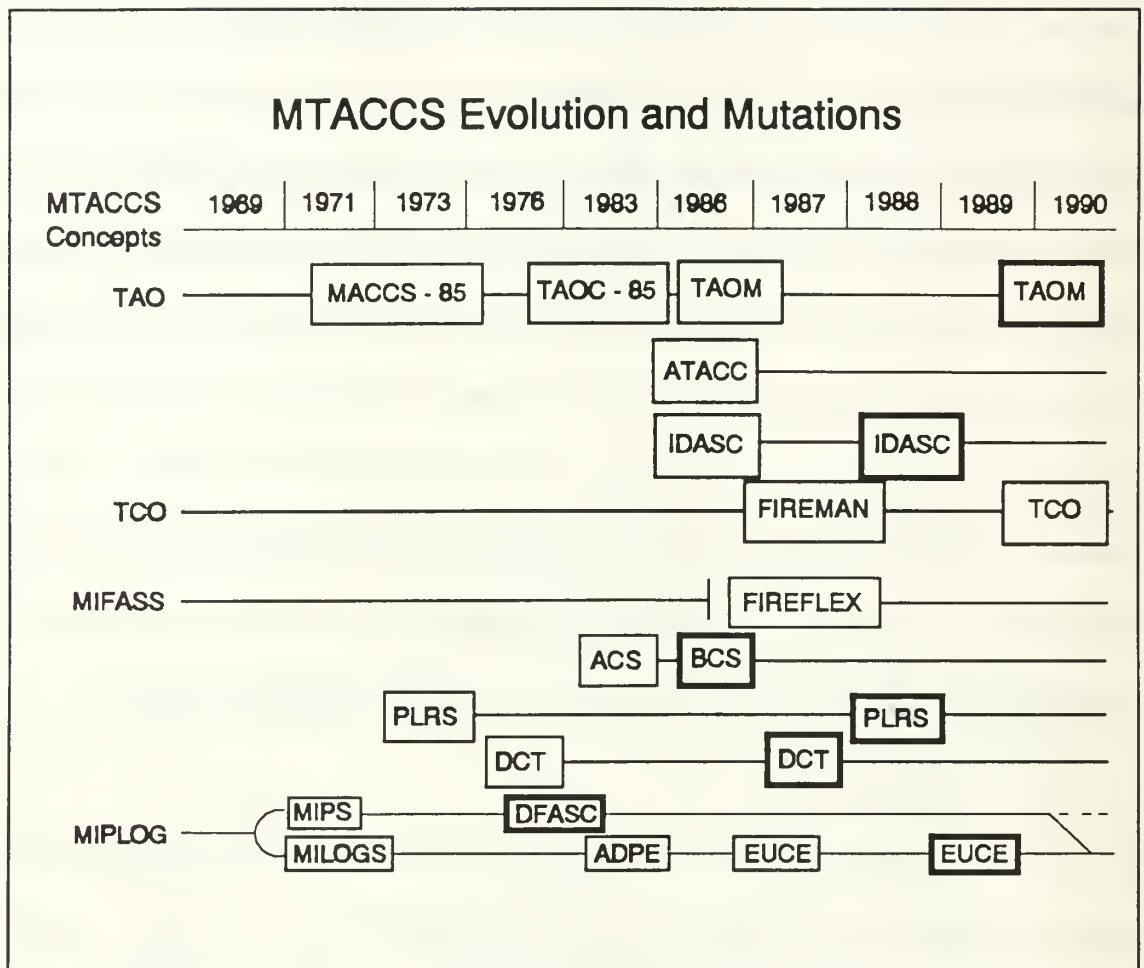 MTACCS Evolution and Mutations
MTACCS Concepts
1969 1971 1973 1976 1983 1986 1987 1988 1989 1990
TAO MACCS - 85 TAOC - 85 TAOM TAOM
ATACC
IDASC IDASC
TCO FIREMAN TCO
MIFASS FIREFLEX
ACS BCS
PLRS PLRS
DCT DCT
MIPS DFASC
MIPLOG
MILOGS ADPE EUCE EUCE